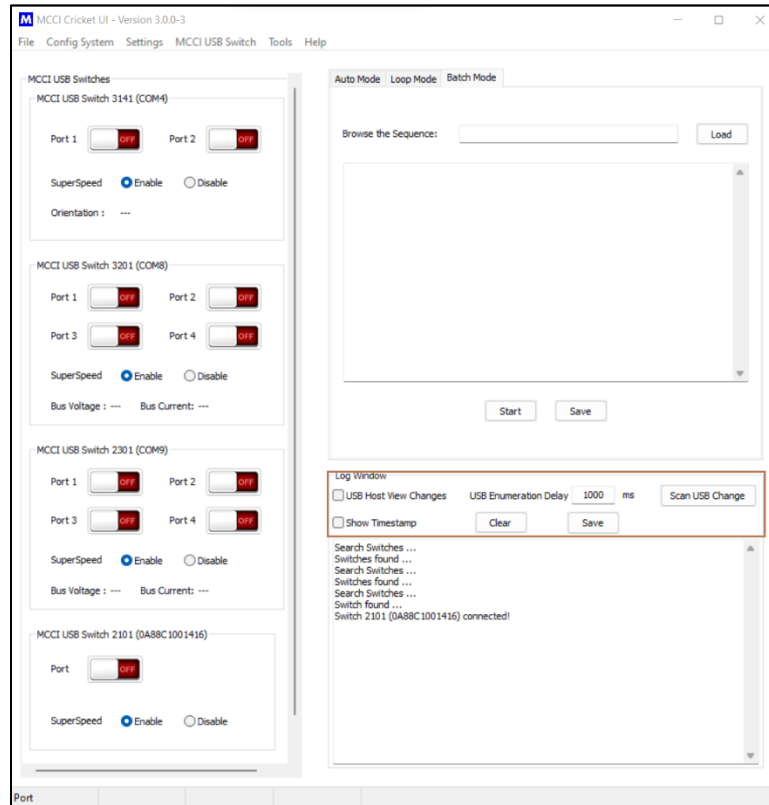 M MCCI Cricket UI - Version 3.0.0-3
File Config System Settings MCCI USB Switch Tools Help
MCCI USB Switches
MCCI USB Switch 3141 (COM4)
Port 1 OFF Port 2 OFF
SuperSpeed Enable Disable
Orientation : ---
MCCI USB Switch 3201 (COM8)
Port 1 OFF Port 2 OFF
Port 3 OFF Port 4 OFF
SuperSpeed Enable Disable
Bus Voltage : --- Bus Current: ---
MCCI USB Switch 2301 (COM9)
Port 1 OFF Port 2 OFF
Port 3 OFF Port 4 OFF
SuperSpeed Enable Disable
Bus Voltage : --- Bus Current: ---
MCCI USB Switch 2101 (0A88C1001416)
Port OFF
SuperSpeed Enable Disable
Auto Mode Loop Mode Batch Mode
Browse the Sequence: Load
Start Save
Log Window
USB Host View Changes USB Enumeration Delay 1000 ms Scan USB Change
Show Timestamp Clear Save
Search Switches ...
Switches found ...
Search Switches ...
Switches found ...
Search Switches ...
Switch found ...
Switch 2101 (0A88C1001416) connected!
Port